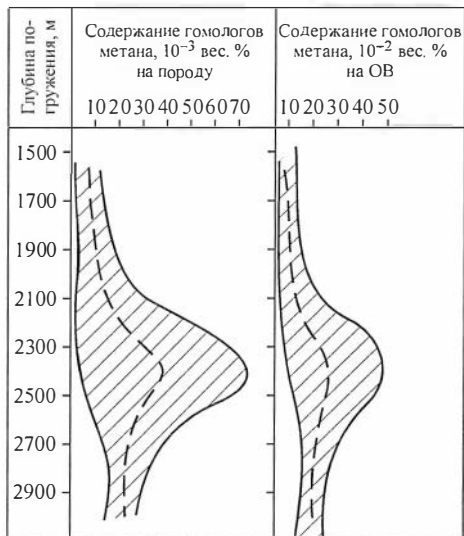 Глубина по-
гружения, м
Содержание гомологов
метана, 10⁻³ вес. %
на породу
10 20 30 40 50 60 70
Содержание гомологов
метана, 10⁻² вес. %
на ОВ
10 20 30 40 50
1500
1700
1900
2100
2300
2500
2700
2900